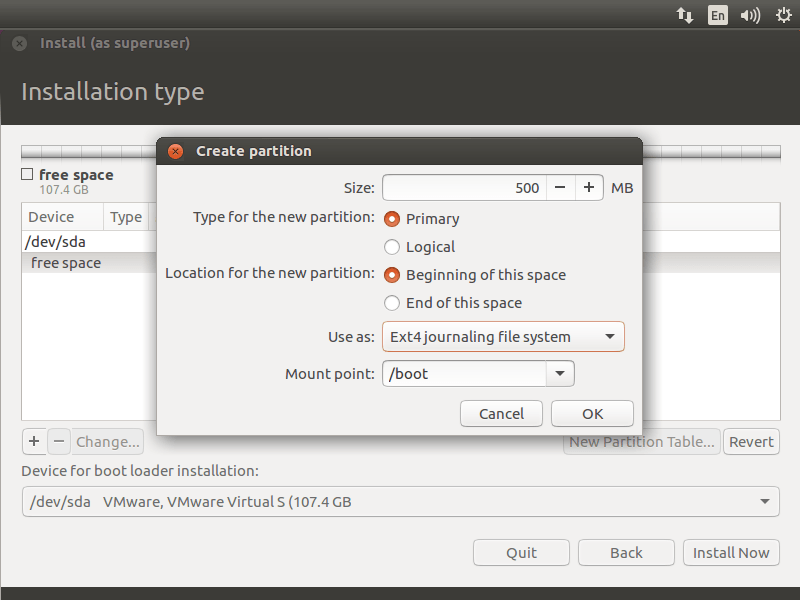 En
Install (as superuser)
Installation type
Create partition
free space
107.4 GB
Size: 500 MB
Device Type
Type for the new partition: Primary
/dev/sda
Logical
free space
Location for the new partition: Beginning of this space
End of this space
Use as: Ext4 journaling file system
Mount point: /boot
Cancel OK
+ − Change... New Partition Table... Revert
Device for boot loader installation:
/dev/sda VMware, VMware Virtual S (107.4 GB
Quit Back Install Now